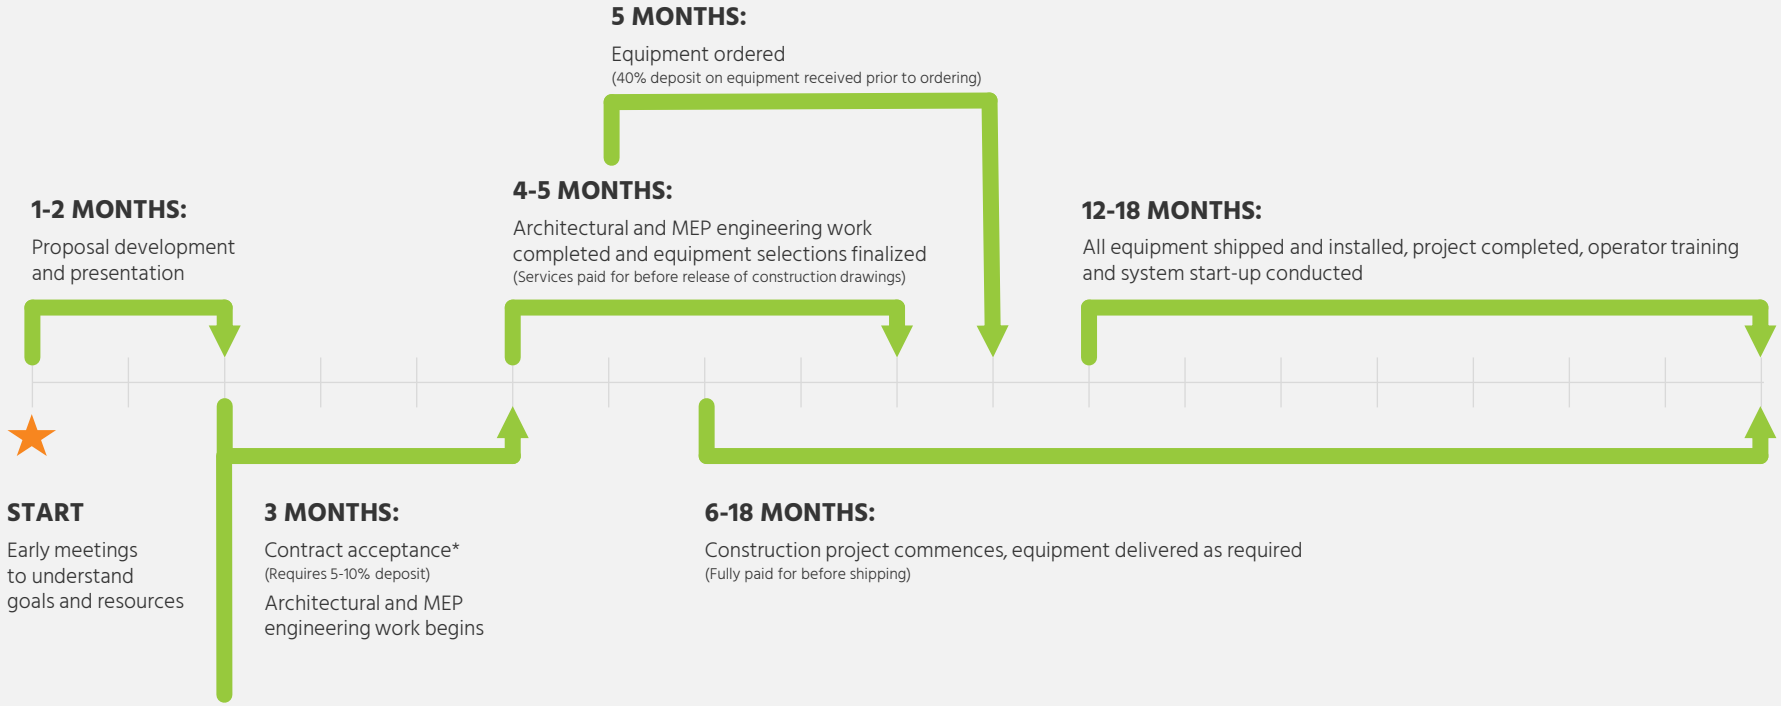 5 MONTHS:
Equipment ordered
(40% deposit on equipment received prior to ordering)
1-2 MONTHS:
Proposal development
and presentation
4-5 MONTHS:
Architectural and MEP engineering work
completed and equipment selections finalized
(Services paid for before release of construction drawings)
12-18 MONTHS:
All equipment shipped and installed, project completed, operator training
and system start-up conducted
START
Early meetings
to understand
goals and resources
3 MONTHS:
Contract acceptance*
(Requires 5-10% deposit)
Architectural and MEP
engineering work begins
6-18 MONTHS:
Construction project commences, equipment delivered as required
(Fully paid for before shipping)